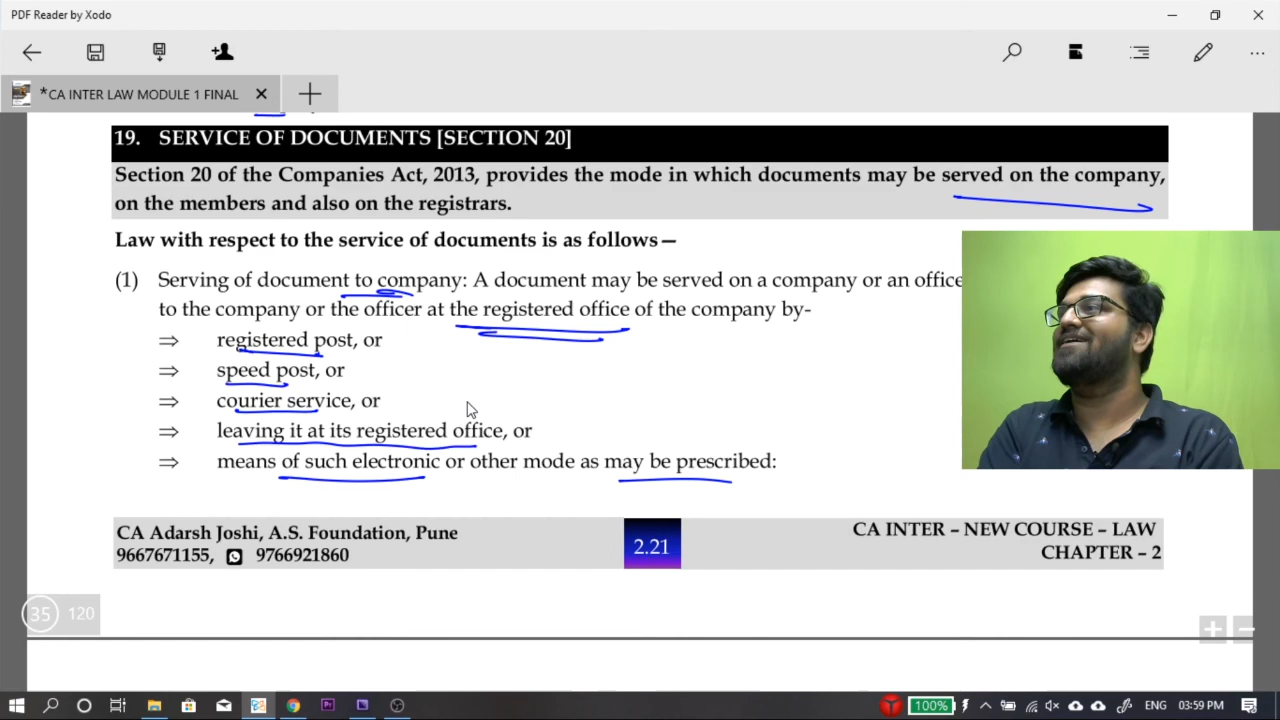 PDF Reader by Xodo
*CA INTER LAW MODULE 1 FINAL
19. SERVICE OF DOCUMENTS [SECTION 20]
Section 20 of the Companies Act, 2013, provides the mode in which documents may be served on the company,
on the members and also on the registrars.
Law with respect to the service of documents is as follows—
(1) Serving of document to company: A document may be served on a company or an office
to the company or the officer at the registered office of the company by-
⇒ registered post, or
⇒ speed post, or
⇒ courier service, or
⇒ leaving it at its registered office, or
⇒ means of such electronic or other mode as may be prescribed:
CA Adarsh Joshi, A.S. Foundation, Pune
9667671155, 9766921860
2.21
CA INTER – NEW COURSE – LAW
CHAPTER – 2
35 120
100% ENG 03:59 PM